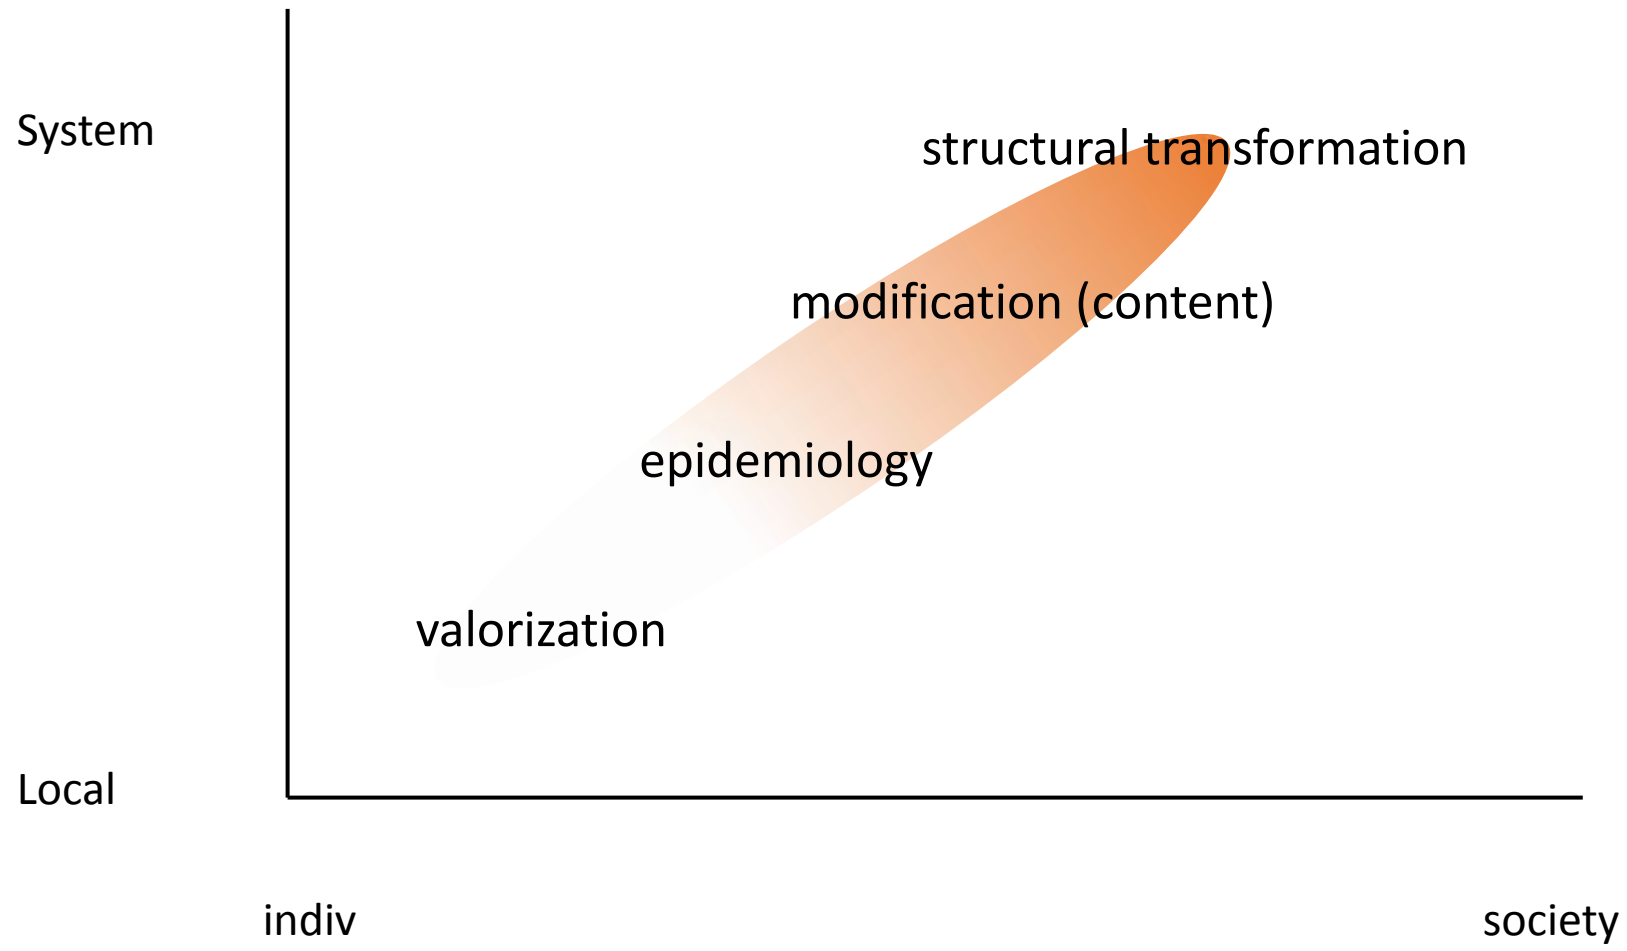 System
structural transformation
modification (content)
epidemiology
valorization
Local
indiv
society